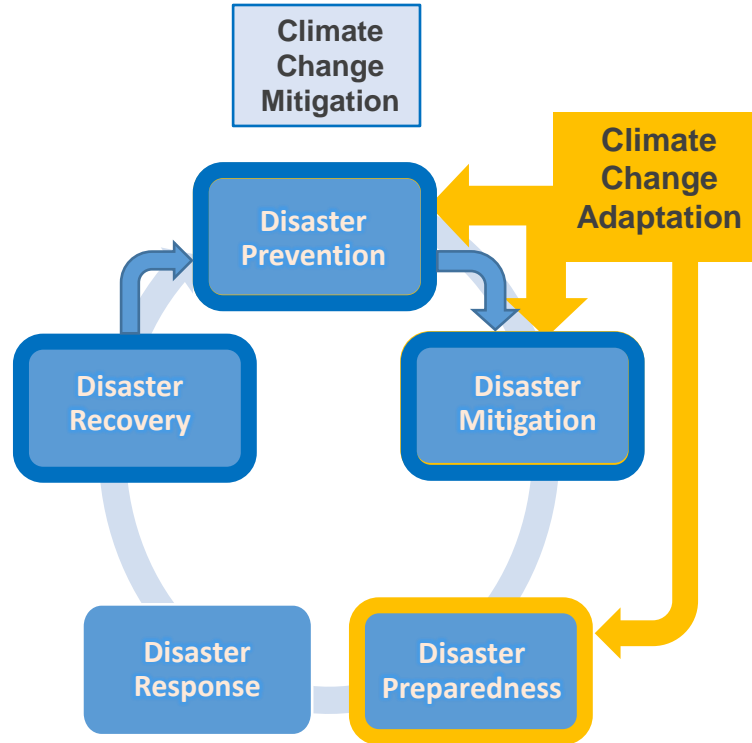 Climate
Change
Mitigation
Climate
Change
Adaptation
Disaster
Prevention
Disaster
Recovery
Disaster
Mitigation
Disaster
Response
Disaster
Preparedness